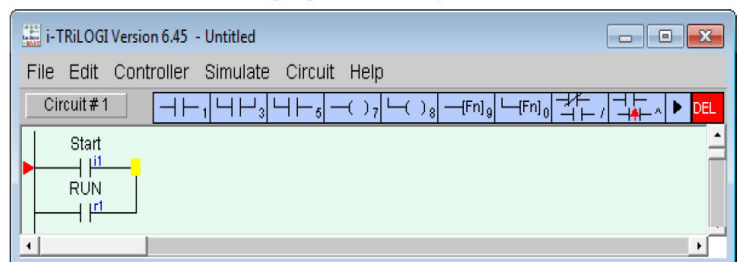 i-TRiLOGI Version 6.45 - Untitled
File Edit Controller Simulate Circuit Help
Circuit # 1 1 3 5 ( ) 7 ( ) 8 [Fn] 9 [Fn] 0 / ^ DEL
Start
i1
RUN
r1